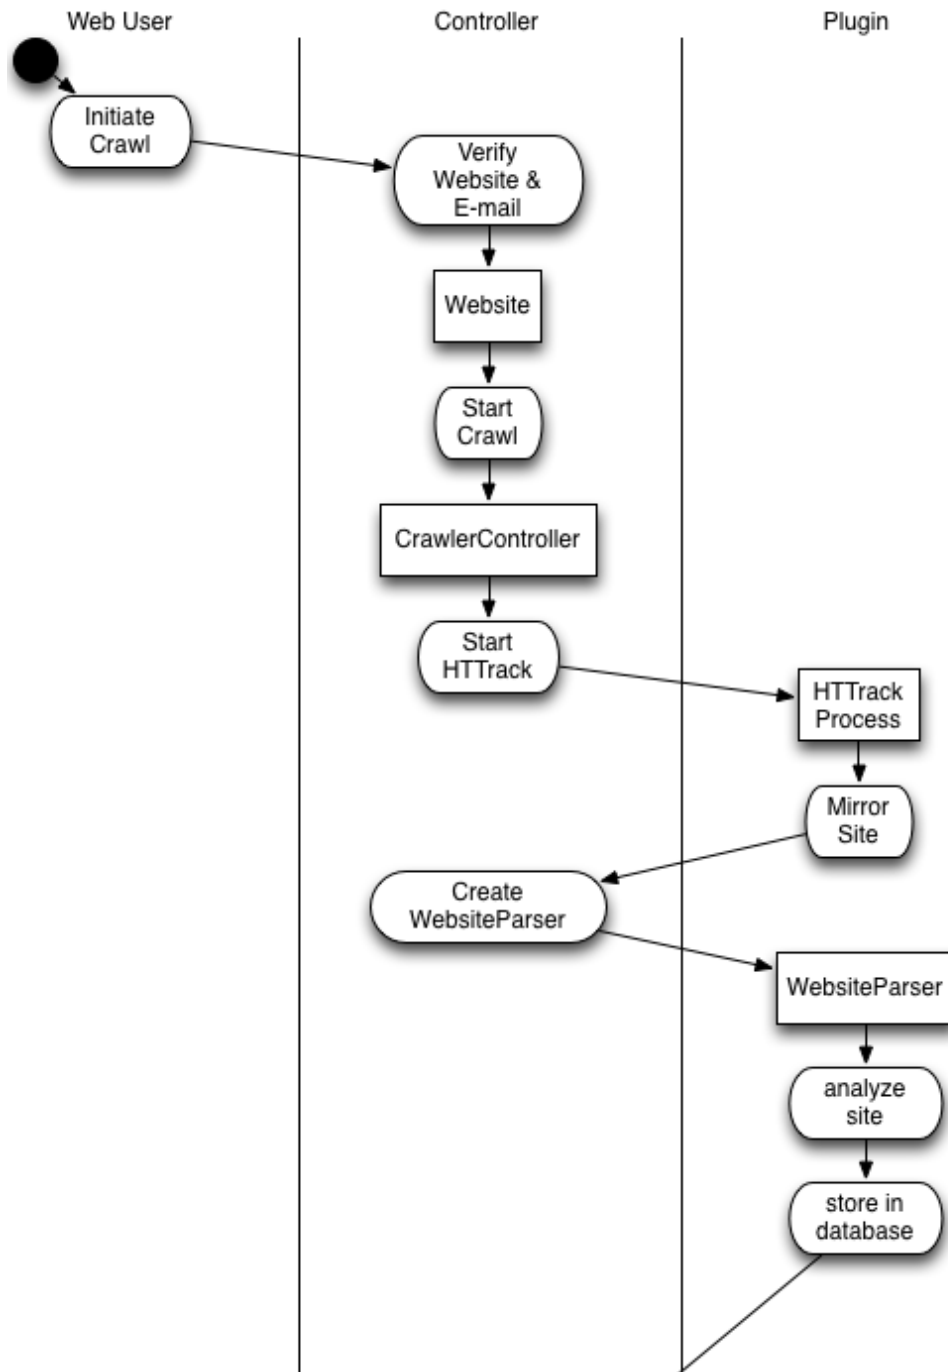 Web User
Controller
Plugin
Initiate
Crawl
Verify
Website &
E-mail
Website
Start
Crawl
CrawlerController
Start
HTTrack
HTTrack
Process
Mirror
Site
Create
WebsiteParser
WebsiteParser
analyze
site
store in
database